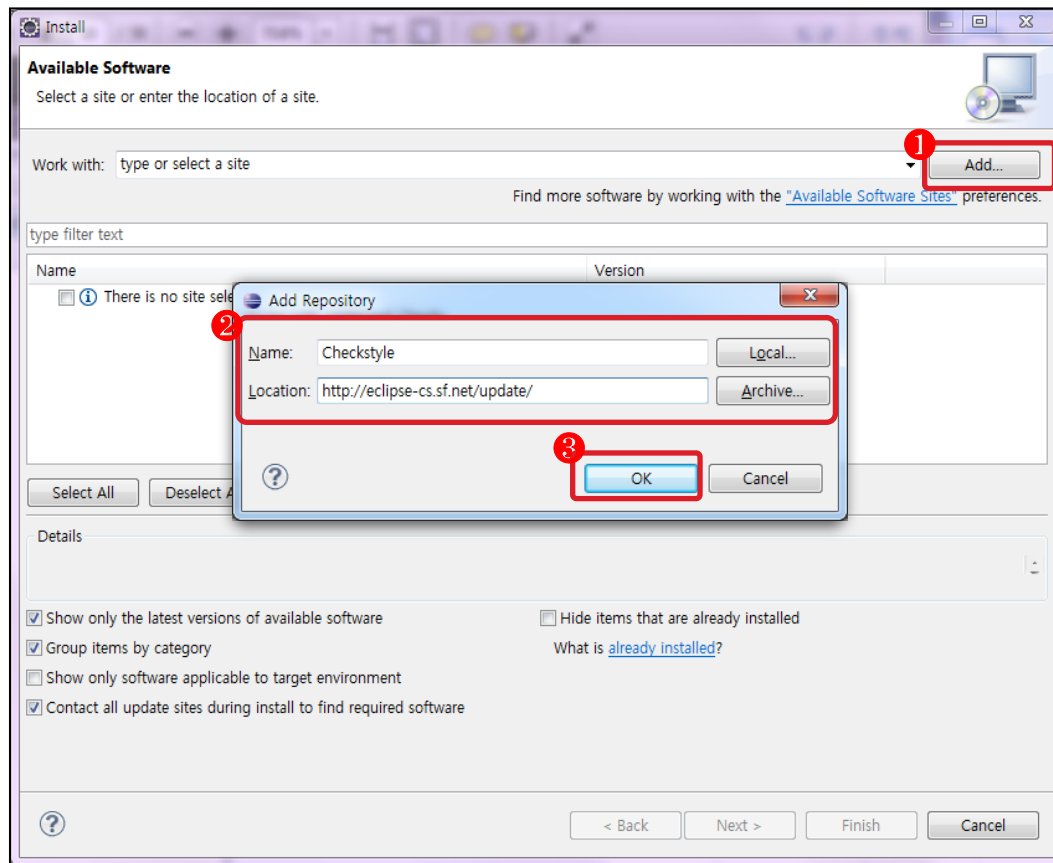 Install
Available Software
Select a site or enter the location of a site.
1
Work with: type or select a site Add...
Find more software by working with the "Available Software Sites" preferences.
type filter text
Name Version
There is no site sele
Add Repository
2
Name: Checkstyle Local...
Location: http://eclipse-cs.sf.net/update/ Archive...
3
OK Cancel
Select All Deselect A
Details
Show only the latest versions of available software Hide items that are already installed
Group items by category What is already installed?
Show only software applicable to target environment
Contact all update sites during install to find required software
< Back Next > Finish Cancel